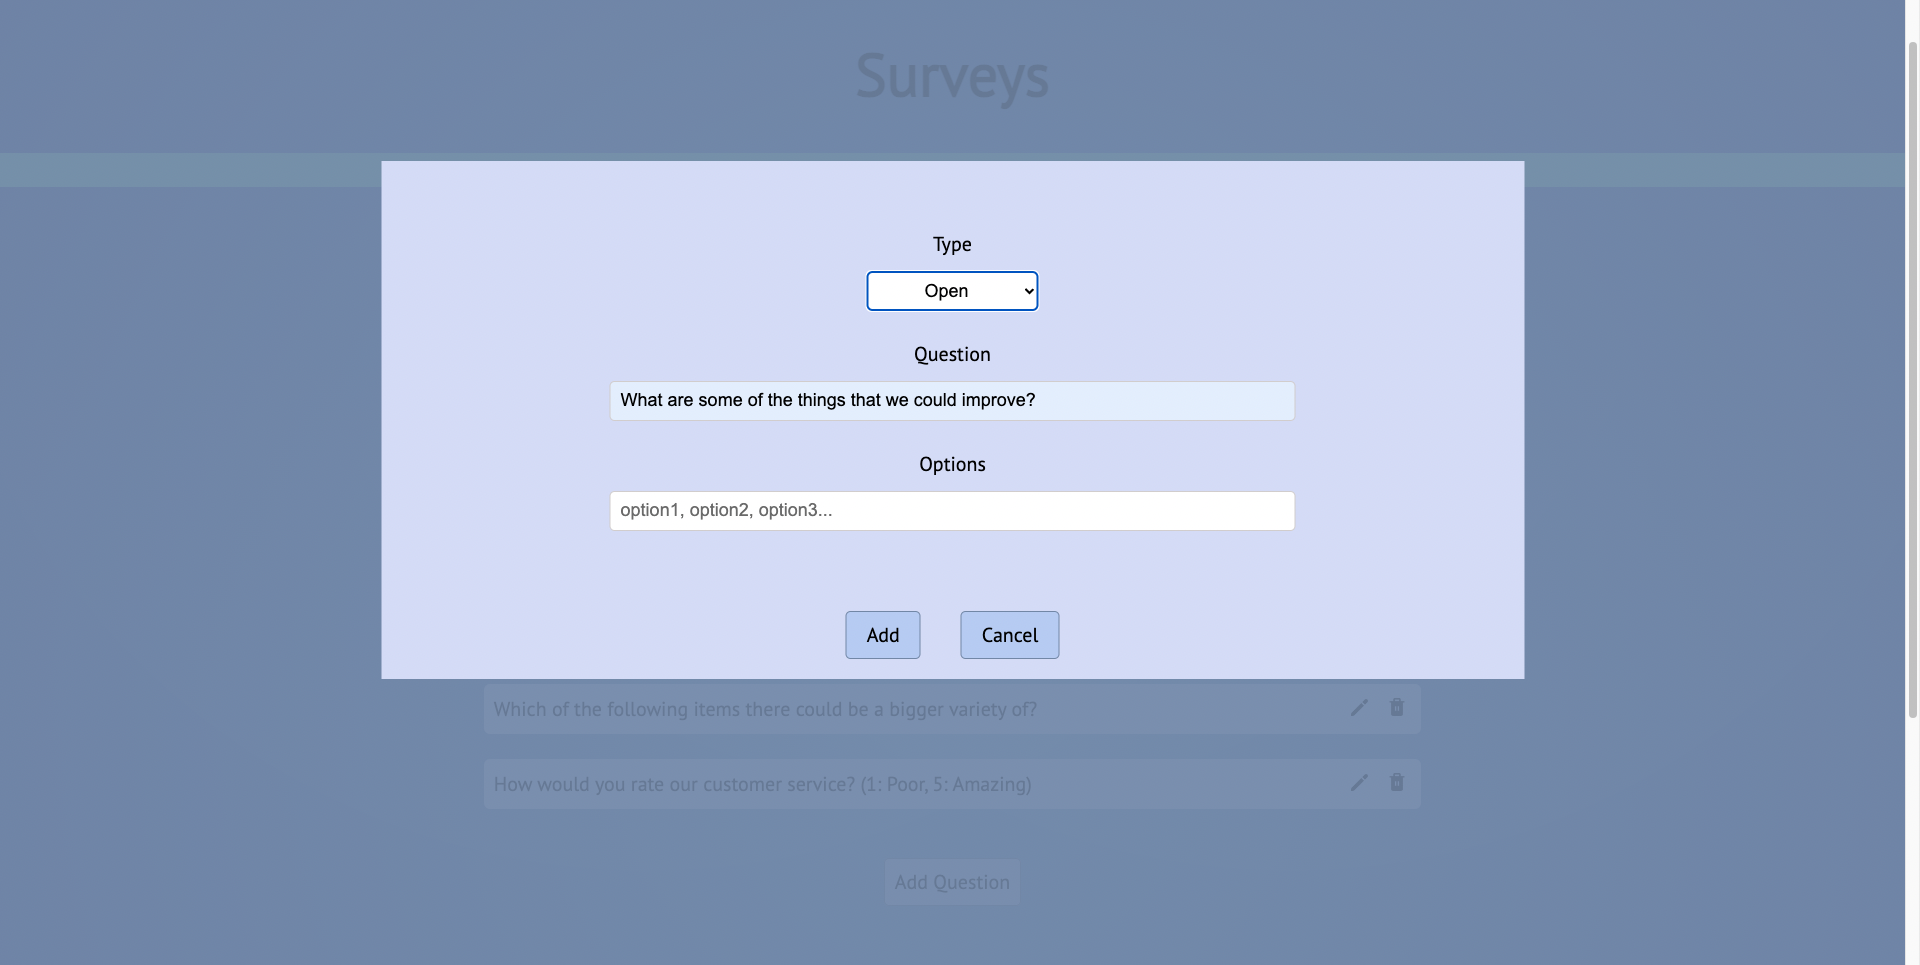 Surveys
Type
Open
Question
What are some of the things that we could improve?
Options
option1, option2, option3...
Add
Cancel
Which of the following items there could be a bigger variety of?
How would you rate our customer service? (1: Poor, 5: Amazing)
Add Question